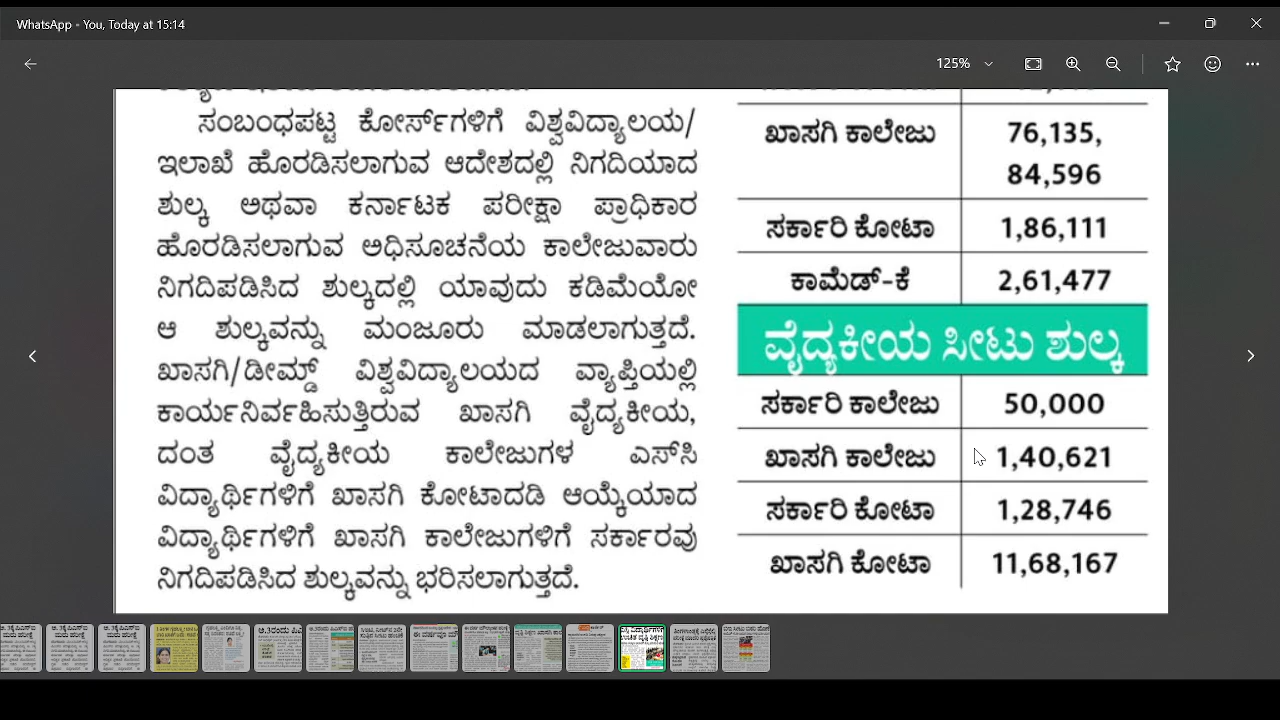 WhatsApp - You, Today at 15:14
125%
ಸಂಬಂಧಪಟ್ಟ ಕೋರ್ಸ್‌ಗಳಿಗೆ ವಿಶ್ವವಿದ್ಯಾಲಯ/
ಇಲಾಖೆ ಹೊರಡಿಸಲಾಗುವ ಆದೇಶದಲ್ಲಿ ನಿಗದಿಯಾದ
ಶುಲ್ಕ ಅಥವಾ ಕರ್ನಾಟಕ ಪರೀಕ್ಷಾ ಪ್ರಾಧಿಕಾರ
ಹೊರಡಿಸಲಾಗುವ ಅಧಿಸೂಚನೆಯ ಕಾಲೇಜುವಾರು
ನಿಗದಿಪಡಿಸಿದ ಶುಲ್ಕದಲ್ಲಿ ಯಾವುದು ಕಡಿಮೆಯೋ
ಆ ಶುಲ್ಕವನ್ನು ಮಂಜೂರು ಮಾಡಲಾಗುತ್ತದೆ.
ಖಾಸಗಿ/ಡೀಮ್ಡ್ ವಿಶ್ವವಿದ್ಯಾಲಯದ ವ್ಯಾಪ್ತಿಯಲ್ಲಿ
ಕಾರ್ಯನಿರ್ವಹಿಸುತ್ತಿರುವ ಖಾಸಗಿ ವೈದ್ಯಕೀಯ,
ದಂತ ವೈದ್ಯಕೀಯ ಕಾಲೇಜುಗಳ ಎಸ್‌ಸಿ
ವಿದ್ಯಾರ್ಥಿಗಳಿಗೆ ಖಾಸಗಿ ಕೋಟಾದಡಿ ಆಯ್ಕೆಯಾದ
ವಿದ್ಯಾರ್ಥಿಗಳಿಗೆ ಖಾಸಗಿ ಕಾಲೇಜುಗಳಿಗೆ ಸರ್ಕಾರವು
ನಿಗದಿಪಡಿಸಿದ ಶುಲ್ಕವನ್ನು ಭರಿಸಲಾಗುತ್ತದೆ.
ಖಾಸಗಿ ಕಾಲೇಜು 76,135,
84,596
ಸರ್ಕಾರಿ ಕೋಟಾ 1,86,111
ಕಾಮೆಡ್-ಕೆ 2,61,477
ವೈದ್ಯಕೀಯ ಸೀಟು ಶುಲ್ಕ
ಸರ್ಕಾರಿ ಕಾಲೇಜು 50,000
ಖಾಸಗಿ ಕಾಲೇಜು 1,40,621
ಸರ್ಕಾರಿ ಕೋಟಾ 1,28,746
ಖಾಸಗಿ ಕೋಟಾ 11,68,167